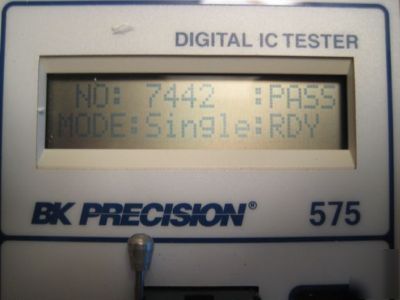 DIGITAL IC TESTER
NO: 7442 :PASS
MODE:Single:RDY
BK PRECISION® 575